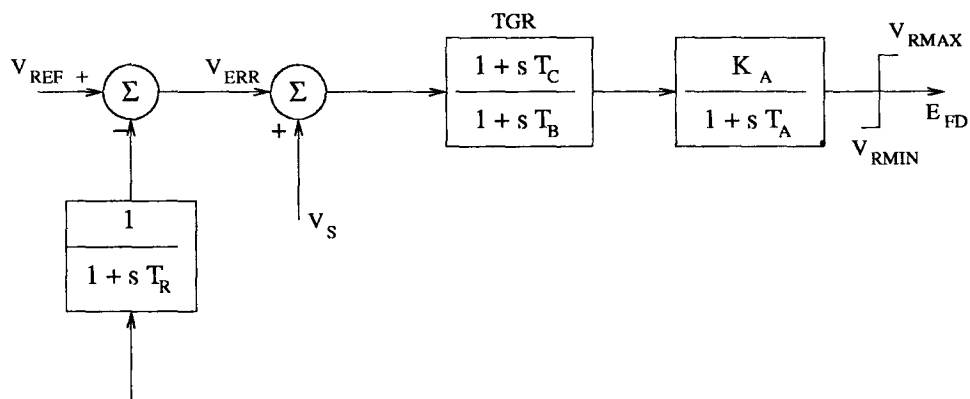 TGR
V_REF + Σ V_ERR Σ 1 + s T_C K_A V_RMAX
1 + s T_B 1 + s T_A E_FD
− + V_RMIN
V_S
1
1 + s T_R